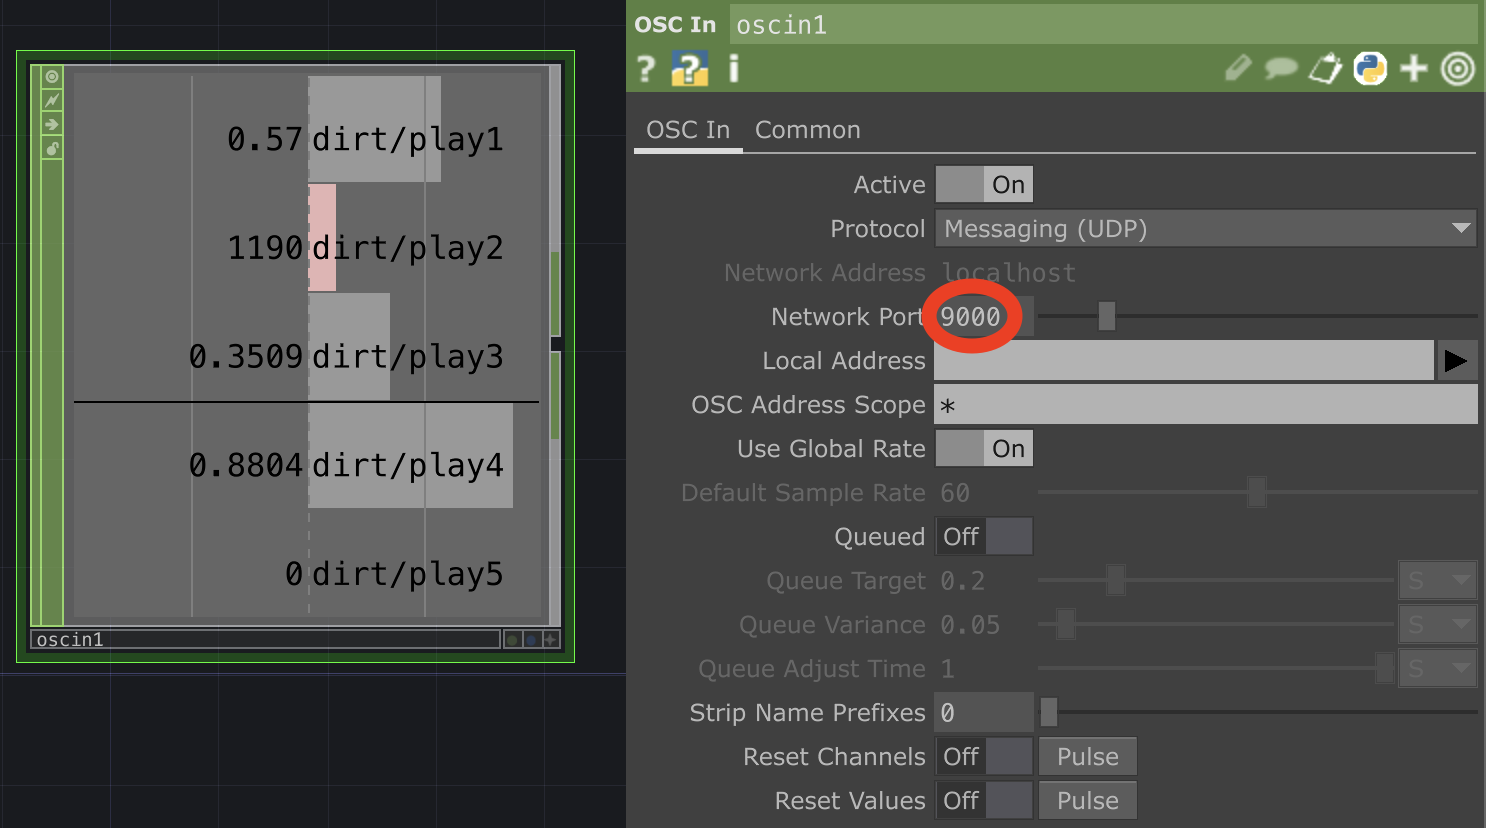 0.57 dirt/play1
1190 dirt/play2
0.3509 dirt/play3
0.8804 dirt/play4
0 dirt/play5
oscin1
OSC In oscin1
? ? i
OSC In Common
Active On
Protocol Messaging (UDP)
Network Address localhost
Network Port 9000
Local Address
OSC Address Scope *
Use Global Rate On
Default Sample Rate 60
Queued Off
Queue Target 0.2 S
Queue Variance 0.05 S
Queue Adjust Time 1 S
Strip Name Prefixes 0
Reset Channels Off Pulse
Reset Values Off Pulse